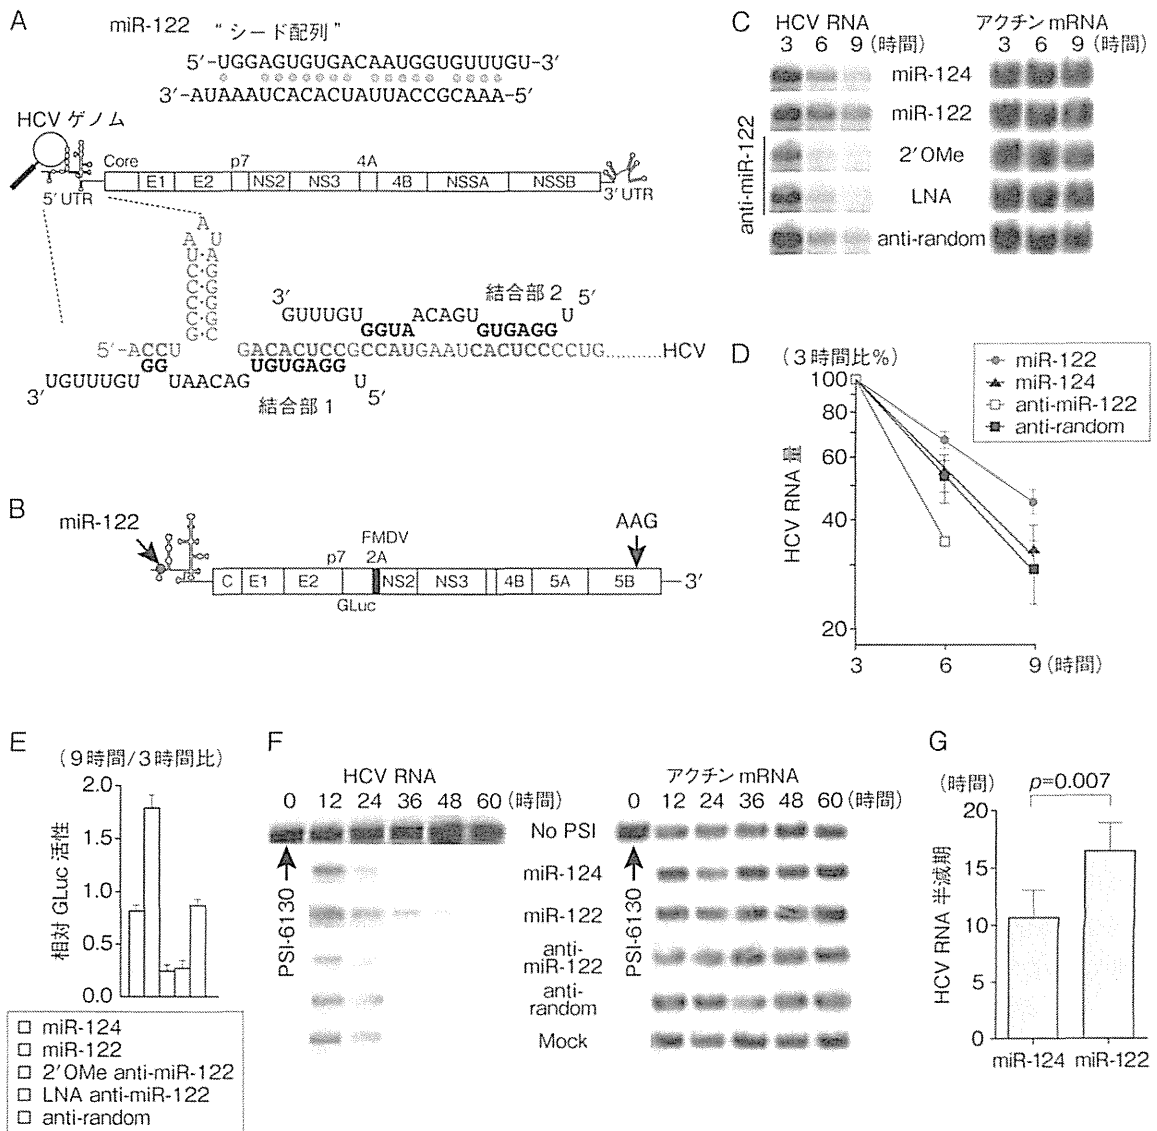 A
miR-122 “シード配列”
5′-UGGAGUGUGACAAUGGUGUUUGU-3′
3′-AUAAAUCACACUAUUACCGCAAA-5′
HCV ゲノム
Core p7 4A
E1 E2 NS2 NS3 4B NSSA NSSB
5′ UTR
3′ UTR
A
A U
U A
C G
C G
C G
C G
G C
3′ 結合部2 5′
GUUUGU ACAGU U
GGUA GUGAGG
5′-ACCU GACACUCCGCCAUGAAUCACUCCCCUG..........HCV
GG UGUGAGG
UGUUUGU UAACAG U
3′ 結合部1 5′
B
miR-122
AAG
FMDV
p7 2A
C E1 E2 NS2 NS3 4B 5A 5B 3′
GLuc
C
HCV RNA アクチン mRNA
3 6 9 (時間) 3 6 9 (時間)
miR-124
miR-122
anti-miR-122
2′OMe
LNA
anti-random
D
(3時間比%)
miR-122
miR-124
anti-miR-122
anti-random
100
80
60
40
20
HCV RNA 量
3 6 9 (時間)
E
(9時間/3時間比)
2.0
1.5
1.0
0.5
0.0
相対 GLuc 活性
miR-124
miR-122
2′OMe anti-miR-122
LNA anti-miR-122
anti-random
F
HCV RNA アクチン mRNA
0 12 24 36 48 60 (時間) 0 12 24 36 48 60 (時間)
No PSI
miR-124
miR-122
anti-
miR-122
anti-
random
Mock
PSI-6130
PSI-6130
G
(時間)
p=0.007
20
15
10
5
0
HCV RNA 半減期
miR-124 miR-122